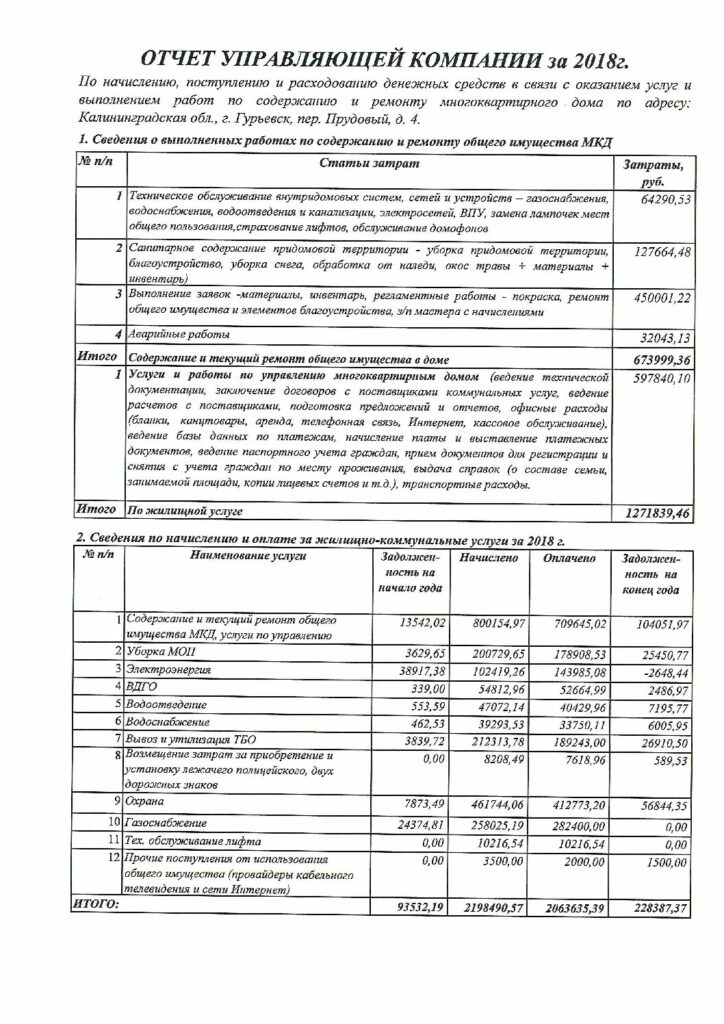 ОТЧЕТ УПРАВЛЯЮЩЕЙ КОМПАНИИ за 2018г.
По начислению, поступлению и расходованию денежных средств в связи с оказанием услуг и
выполнением работ по содержанию и ремонту многоквартирного дома по адресу:
Калининградская обл., г. Гурьевск, пер. Прудовый, д. 4.
1. Сведения о выполненных работах по содержанию и ремонту общего имущества МКД
№ п/п Статьи затрат Затраты,
руб.
1 Техническое обслуживание внутридомовых систем, сетей и устройств – газоснабжения, 64290,53
водоснабжения, водоотведения и канализации, электросетей, ВПУ, замена лампочек мест
общего пользования,страхование лифтов, обслуживание домофонов
2 Санитарное содержание придомовой территории - уборка придомовой территории, 127664,48
благоустройство, уборка снега, обработка от наледи, окос травы + материалы +
инвентарь)
3 Выполнение заявок -материалы, инвентарь, регламентные работы - покраска, ремонт 450001,22
общего имущества и элементов благоустройства, з/п мастера с начислениями
4 Аварийные работы 32043,13
Итого Содержание и текущий ремонт общего имущества в доме 673999,36
1 Услуги и работы по управлению многоквартирным домом (ведение технической 597840,10
документации, заключение договоров с поставщиками коммунальных услуг, ведение
расчетов с поставщиками, подготовка предложений и отчетов, офисные расходы
(бланки, канцтовары, аренда, телефонная связь, Интернет, кассовое обслуживание),
ведение базы данных по платежам, начисление платы и выставление платежных
документов, ведение паспортного учета граждан, прием документов для регистрации и
снятия с учета граждан по месту проживания, выдача справок (о составе семьи,
занимаемой площади, копии лицевых счетов и т.д.), транспортные расходы.
Итого По жилищной услуге 1271839,46
2. Сведения по начислению и оплате за жилищно-коммунальные услуги за 2018 г.
№ п/п Наименование услуги Задолжен- Начислено Оплачено Задолжен-
ность на ность на
начало года конец года
1 Содержание и текущий ремонт общего 13542,02 800154,97 709645,02 104051,97
имущества МКД, услуги по управлению
2 Уборка МОП 3629,65 200729,65 178908,53 25450,77
3 Электроэнергия 38917,38 102419,26 143985,08 -2648,44
4 ВДГО 339,00 54812,96 52664,99 2486,97
5 Водоотведение 553,59 47072,14 40429,96 7195,77
6 Водоснабжение 462,53 39293,53 33750,11 6005,95
7 Вывоз и утилизация ТБО 3839,72 212313,78 189243,00 26910,50
8 Возмещение затрат за приобретение и 0,00 8208,49 7618,96 589,53
установку лежачего полицейского, двух
дорожных знаков
9 Охрана 7873,49 461744,06 412773,20 56844,35
10 Газоснабжение 24374,81 258025,19 282400,00 0,00
11 Тех. обслуживание лифта 0,00 10216,54 10216,54 0,00
12 Прочие поступления от использования 0,00 3500,00 2000,00 1500,00
общего имущества (провайдеры кабельного
телевидения и сети Интернет)
ИТОГО: 93532,19 2198490,57 2063635,39 228387,37